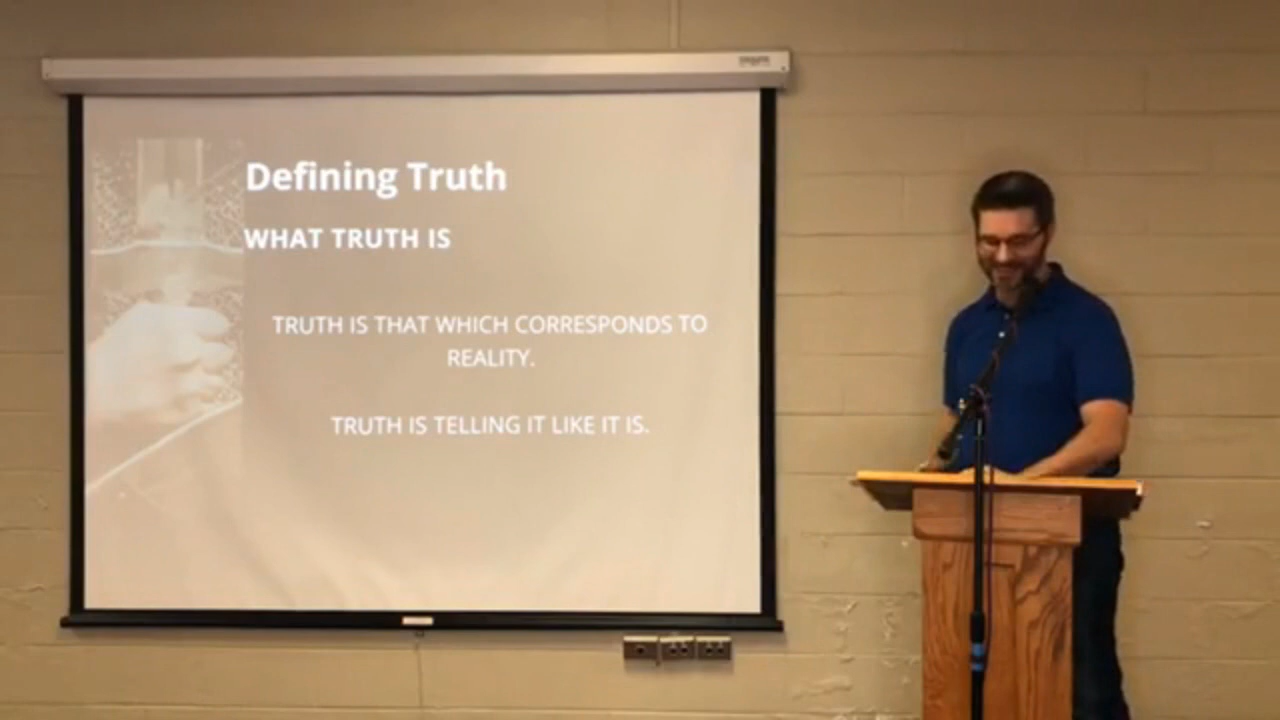 Defining Truth
WHAT TRUTH IS
TRUTH IS THAT WHICH CORRESPONDS TO
REALITY.
TRUTH IS TELLING IT LIKE IT IS.